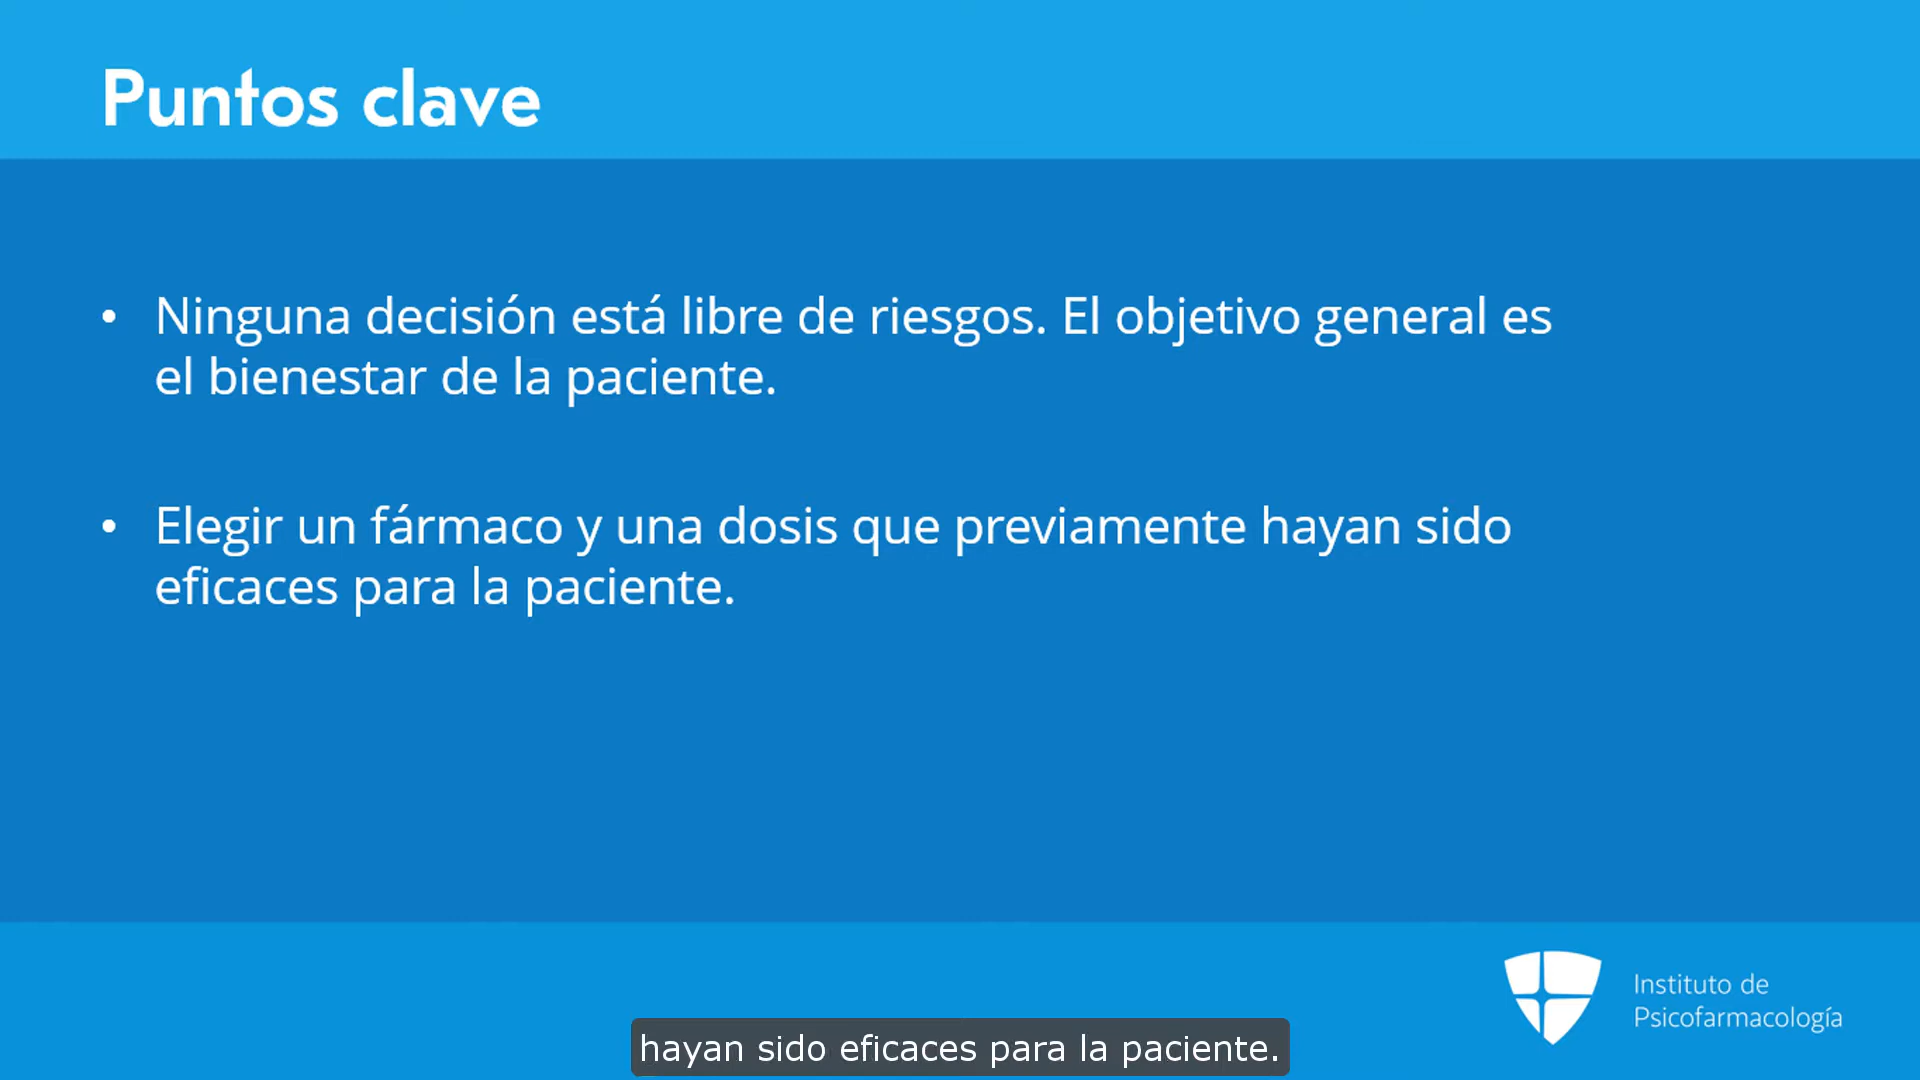 Puntos clave
• Ninguna decisión está libre de riesgos. El objetivo general es
el bienestar de la paciente.
• Elegir un fármaco y una dosis que previamente hayan sido
eficaces para la paciente.
Instituto de
Psicofarmacología
hayan sido eficaces para la paciente.